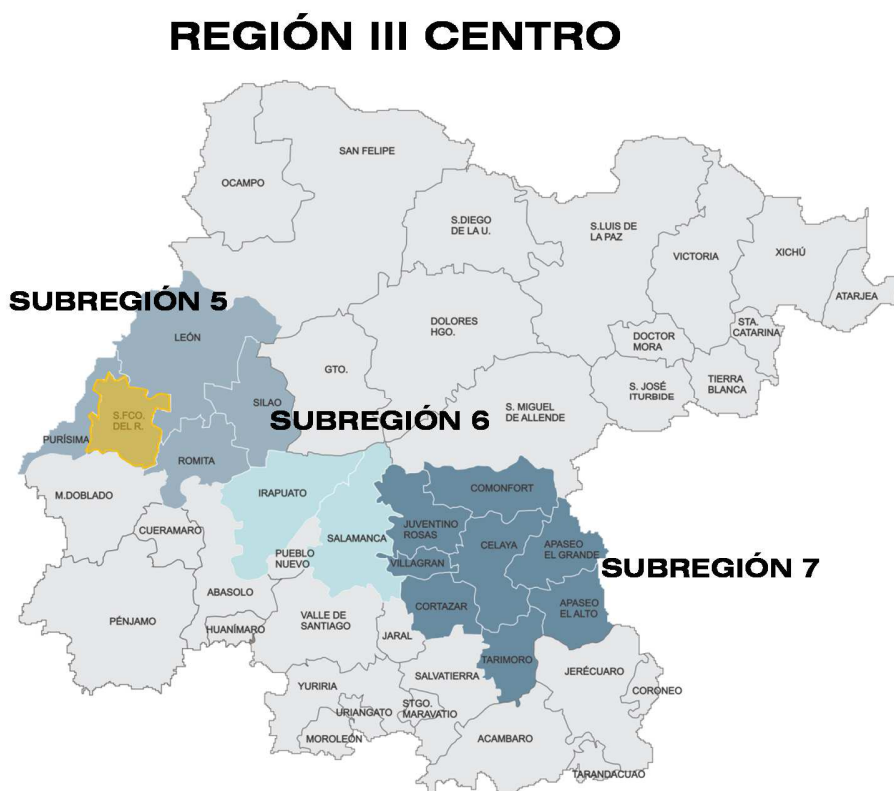 REGIÓN III CENTRO
SAN FELIPE
OCAMPO
S.DIEGO
DE LA U.
S.LUIS DE
LA PAZ
VICTORIA
XICHÚ
ATARJEA
SUBREGIÓN 5
LEÓN
DOLORES
HGO.
DOCTOR
MORA
STA.
CATARINA
GTO.
TIERRA
BLANCA
S. JOSÉ
ITURBIDE
SILAO
S. MIGUEL
DE ALLENDE
S.FCO.
DEL R.
SUBREGIÓN 6
PURÍSIMA
ROMITA
M.DOBLADO
IRAPUATO
COMONFORT
CUERAMARO
SALAMANCA
JUVENTINO
ROSAS
CELAYA
APASEO
EL GRANDE
PUEBLO
NUEVO
VILLAGRAN
SUBREGIÓN 7
ABASOLO
CORTAZAR
APASEO
EL ALTO
PÉNJAMO
HUANÍMARO
VALLE DE
SANTIAGO
JARAL
TARIMORO
SALVATIERRA
JERÉCUARO
YURIRIA
CORONEO
URIANGATO
STGO.
MARAVATIO
MOROLEÓN
ACAMBARO
TARANDACUAO